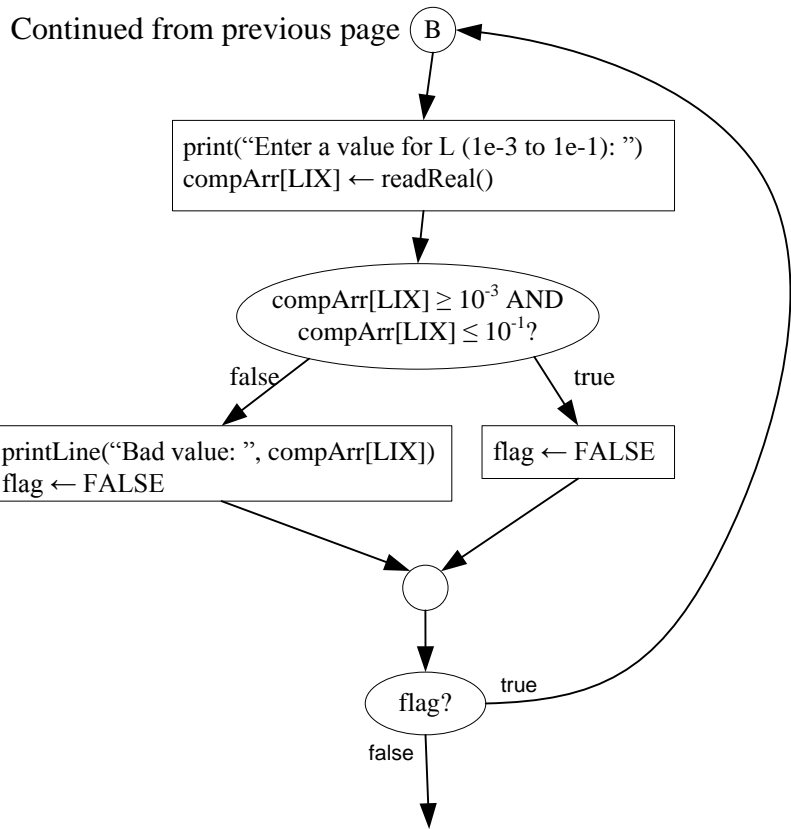 Continued from previous page
B
print(“Enter a value for L (1e-3 to 1e-1): ”)
compArr[LIX] ← readReal()
compArr[LIX] ≥ 10⁻³ AND
compArr[LIX] ≤ 10⁻¹?
false
true
printLine(“Bad value: ”, compArr[LIX])
flag ← FALSE
flag ← FALSE
flag?
true
false